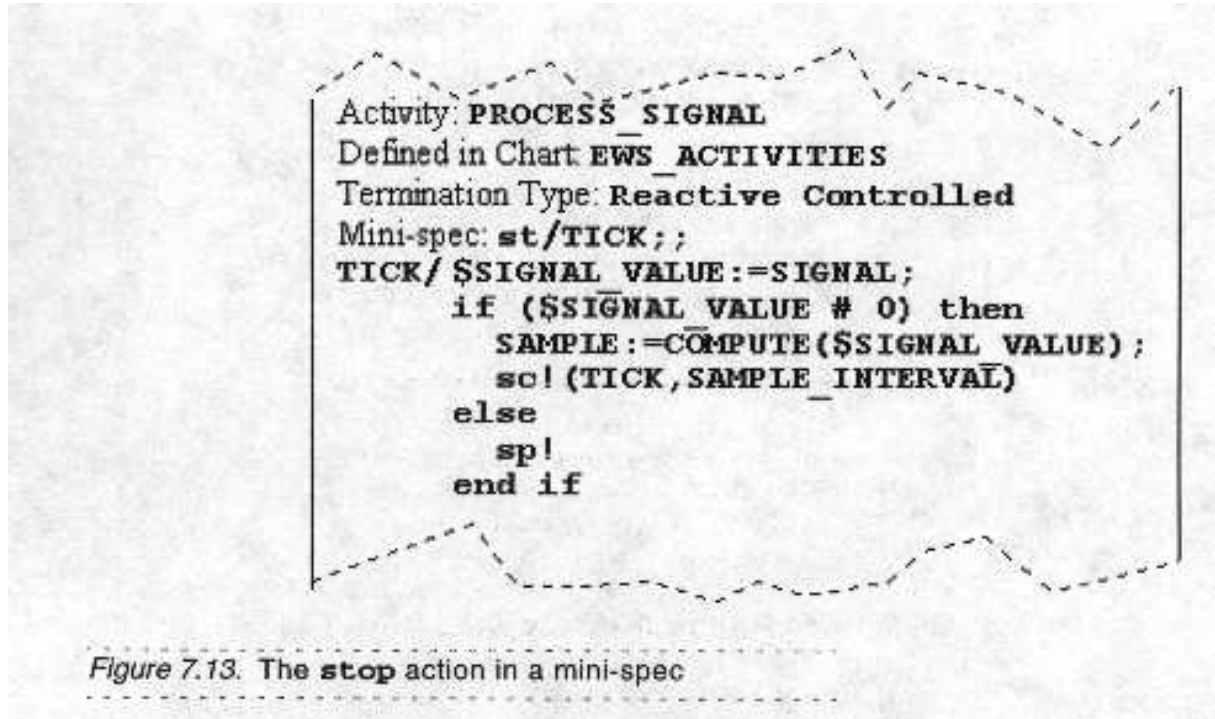 Activity: PROCESS_SIGNAL
Defined in Chart: EWS_ACTIVITIES
Termination Type: Reactive Controlled
Mini-spec: st/TICK;;
TICK/ $SIGNAL_VALUE:=SIGNAL;
if ($SIGNAL_VALUE # 0) then
SAMPLE:=COMPUTE($SIGNAL_VALUE);
sc!(TICK,SAMPLE_INTERVAL)
else
sp!
end if
Figure 7.13. The stop action in a mini-spec